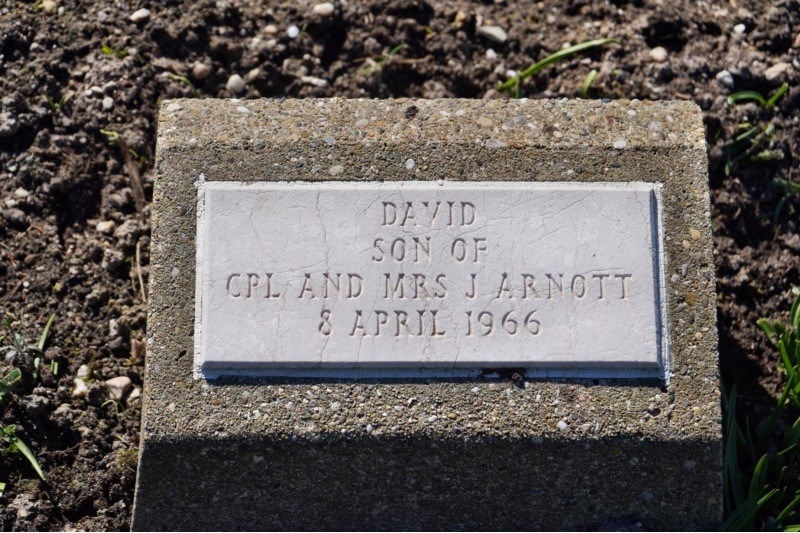 DAVID
SON OF
CPL AND MRS J ARNOTT
8 APRIL 1966